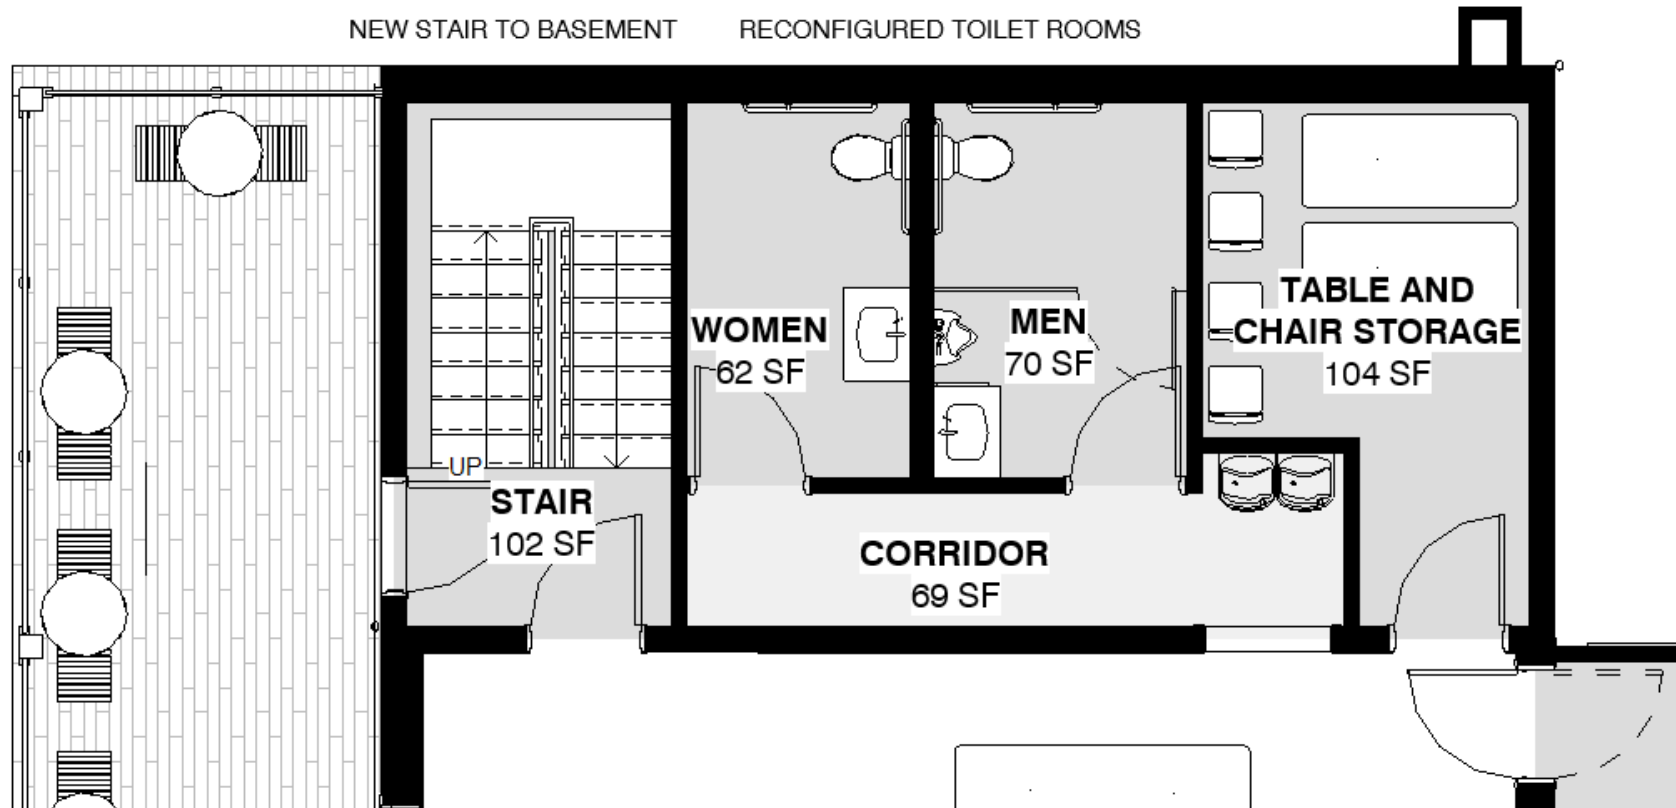 NEW STAIR TO BASEMENT
RECONFIGURED TOILET ROOMS
WOMEN
62 SF
MEN
70 SF
TABLE AND
CHAIR STORAGE
104 SF
UP
STAIR
102 SF
CORRIDOR
69 SF